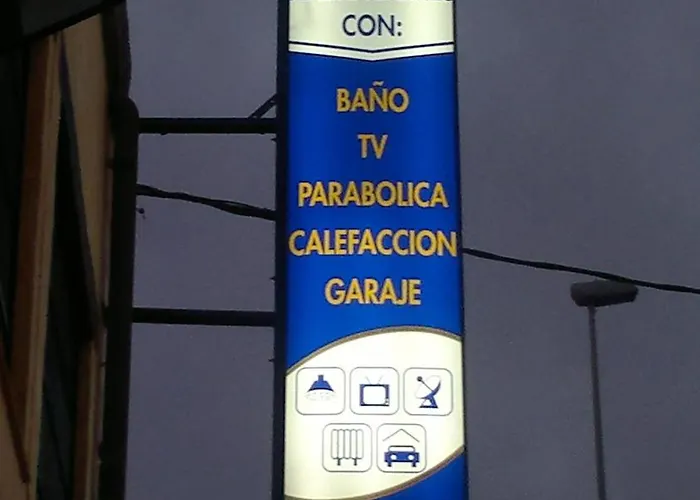 CON:
BAÑO
TV
PARABOLICA
CALEFACCION
GARAJE